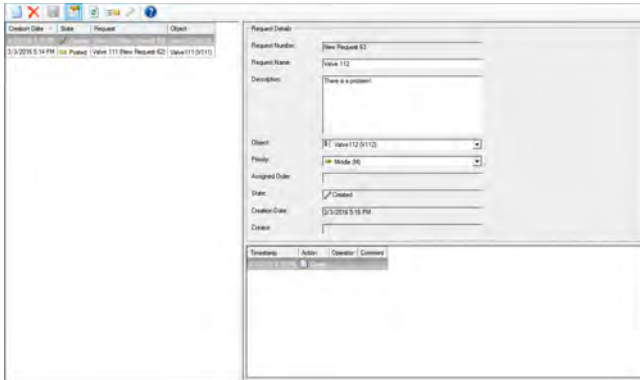 Creation Date State Request Object
3/3/2016 5:14 PM Posted Valve 111 (New Request 62) Valve111 (V111)
Request Details
Request Number: New Request 63
Request Name: Valve 112
Description: There is a problem!
Object: Valve112 (V112)
Priority: Middle (M)
Assigned Order:
State: Created
Creation Date: 3/3/2016 5:15 PM
Creator:
Timestamp Action Operator Comment